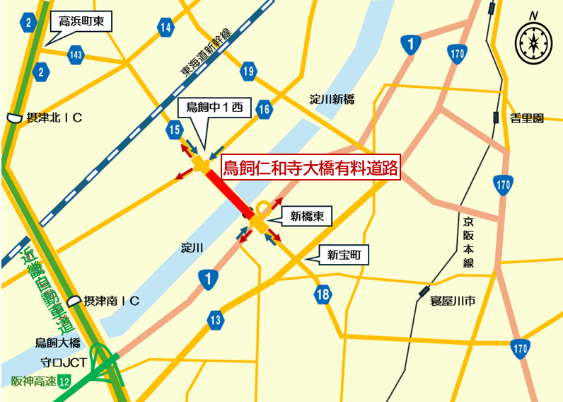 高浜町東
2
14
N
1
170
143
2
東海道新幹線
19
淀川新橋
鳥飼中1西
16
摂津北IC
香里園
15
鳥飼仁和寺大橋有料道路
170
新橋東
京阪本線
淀川
新宝町
近畿自動車道
1
18
摂津南IC
寝屋川市
13
鳥飼大橋
守口JCT
170
阪神高速 12